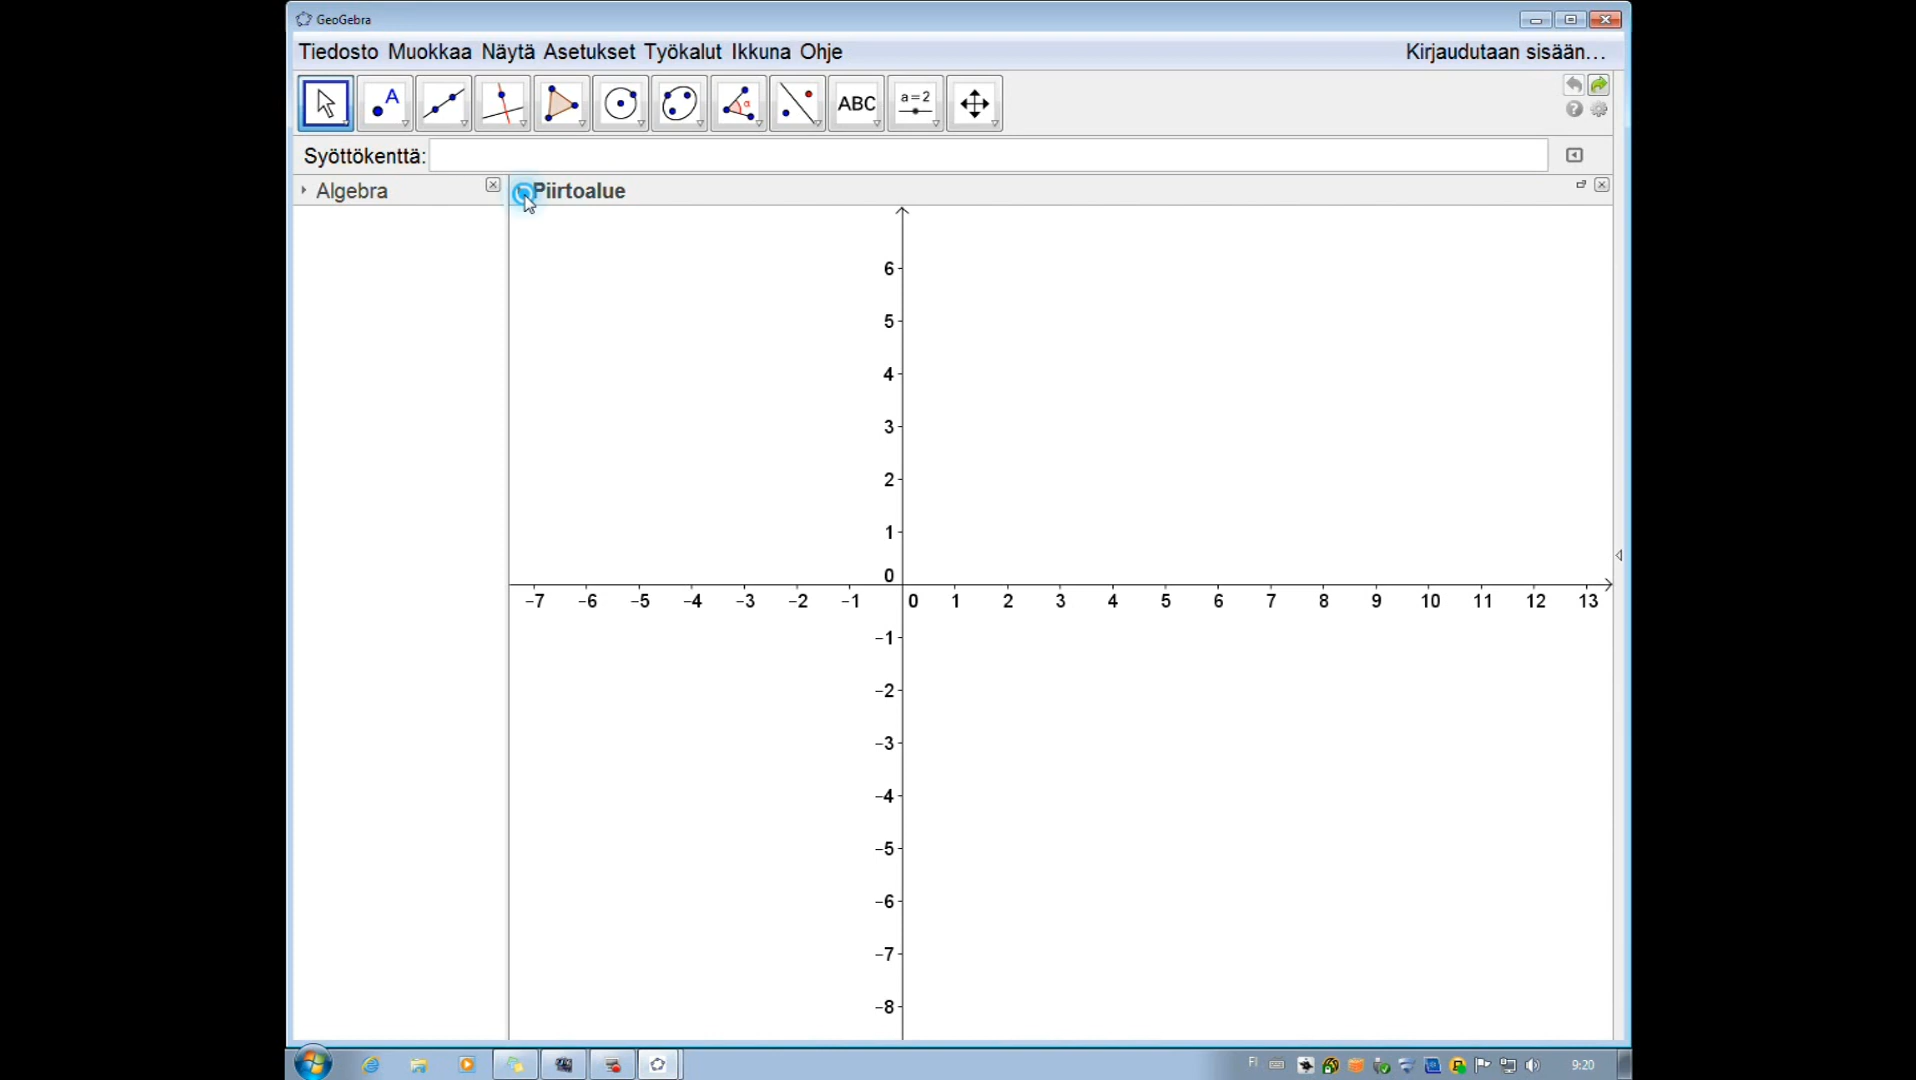 GeoGebra
Tiedosto Muokkaa Näytä Asetukset Työkalut Ikkuna Ohje
Kirjaudutaan sisään...
A
α
ABC
a=2
Syöttökenttä:
Algebra
Piirtoalue
6
5
4
3
2
1
0
−7 −6 −5 −4 −3 −2 −1 0 1 2 3 4 5 6 7 8 9 10 11 12 13
−1
−2
−3
−4
−5
−6
−7
−8
FI
9:20